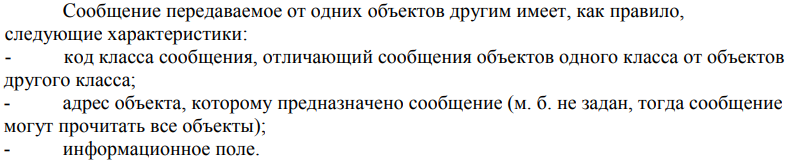 Сообщение передаваемое от одних объектов другим имеет, как правило,
следующие характеристики:
- код класса сообщения, отличающий сообщения объектов одного класса от объектов
другого класса;
- адрес объекта, которому предназначено сообщение (м. б. не задан, тогда сообщение
могут прочитать все объекты);
- информационное поле.